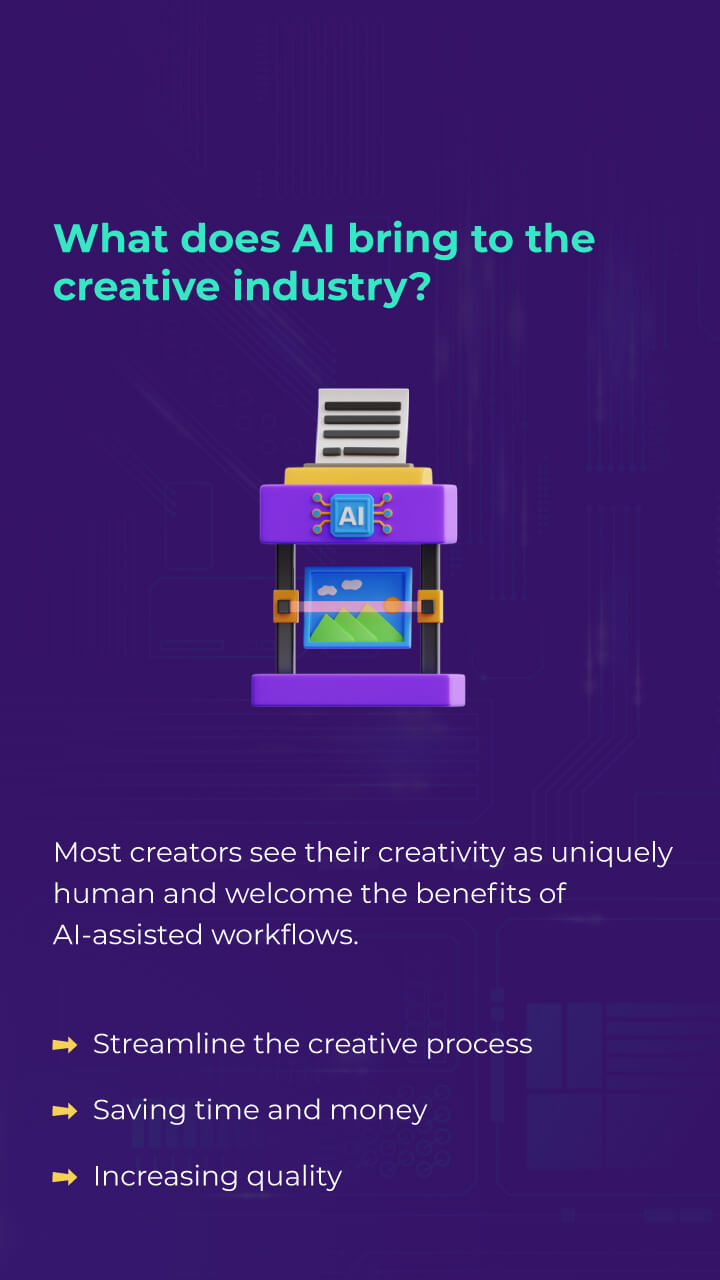 What does AI bring to the
creative industry?
AI
Most creators see their creativity as uniquely
human and welcome the benefits of
AI-assisted workflows.
Streamline the creative process
Saving time and money
Increasing quality